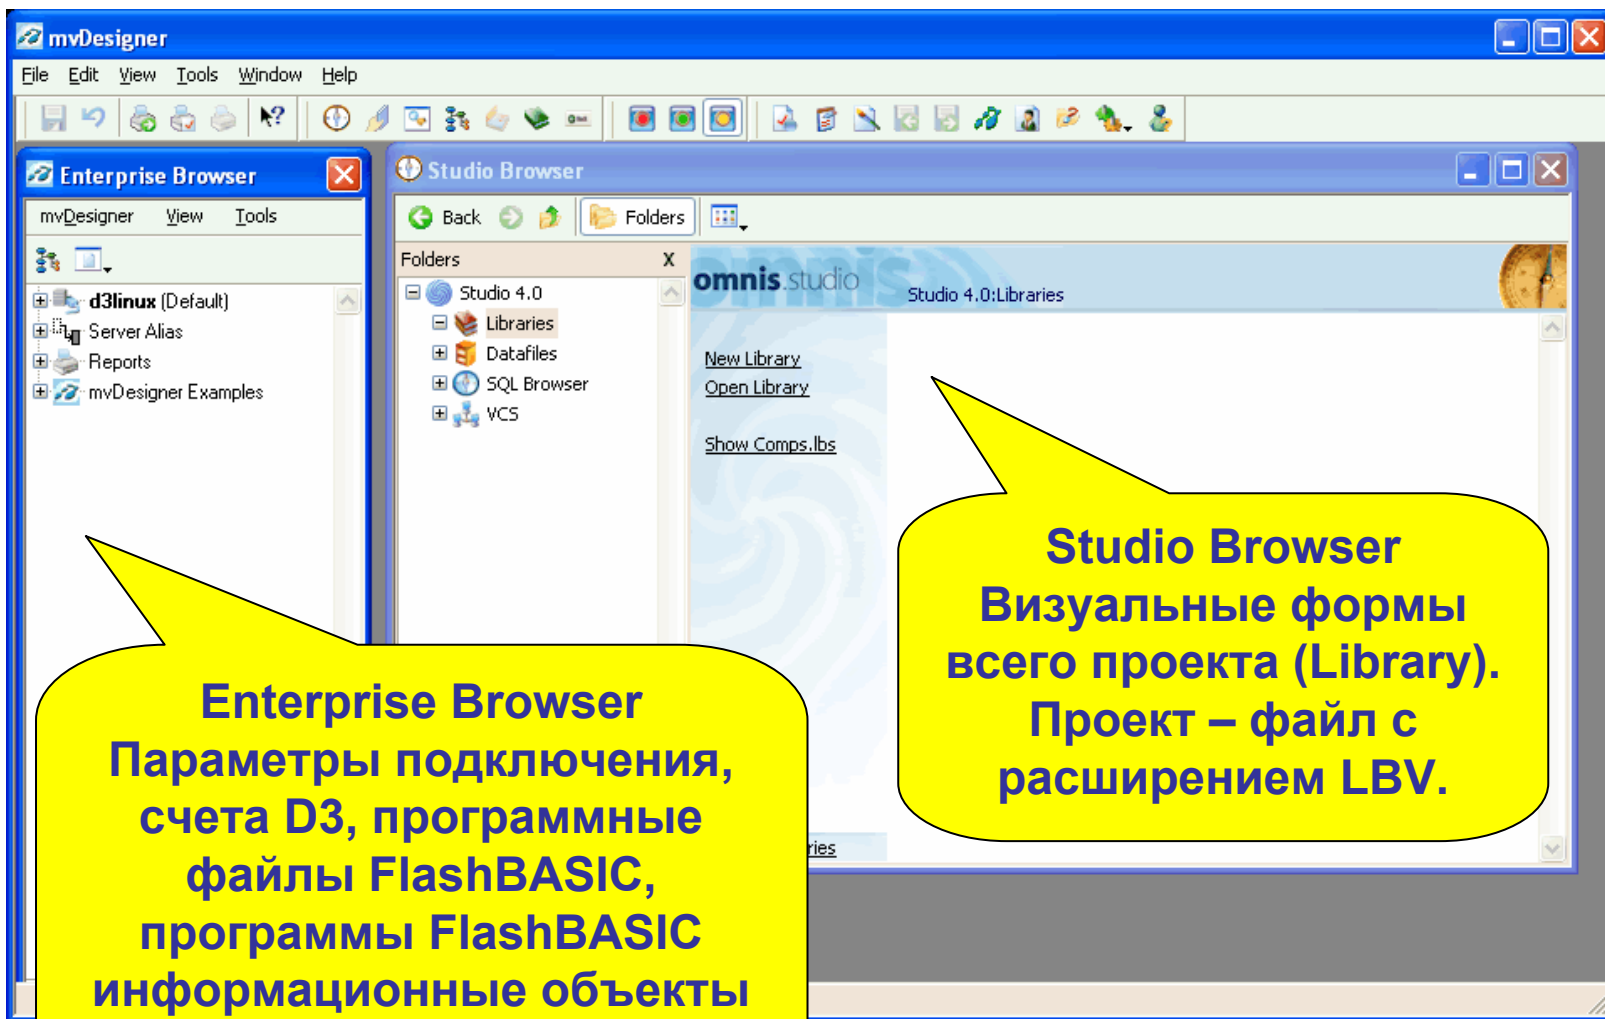 mvDesigner
File Edit View Tools Window Help
Enterprise Browser
mvDesigner View Tools
d3linux (Default)
Server Alias
Reports
mvDesigner Examples
Studio Browser
Back Folders
Folders X
Studio 4.0
Libraries
Datafiles
SQL Browser
VCS
omnis.studio
omnis
Studio 4.0:Libraries
New Library
Open Library
Show Comps.lbs
ries
Studio Browser
Визуальные формы
всего проекта (Library).
Проект – файл с
расширением LBV.
Enterprise Browser
Параметры подключения,
счета D3, программные
файлы FlashBASIC,
программы FlashBASIC
информационные объекты